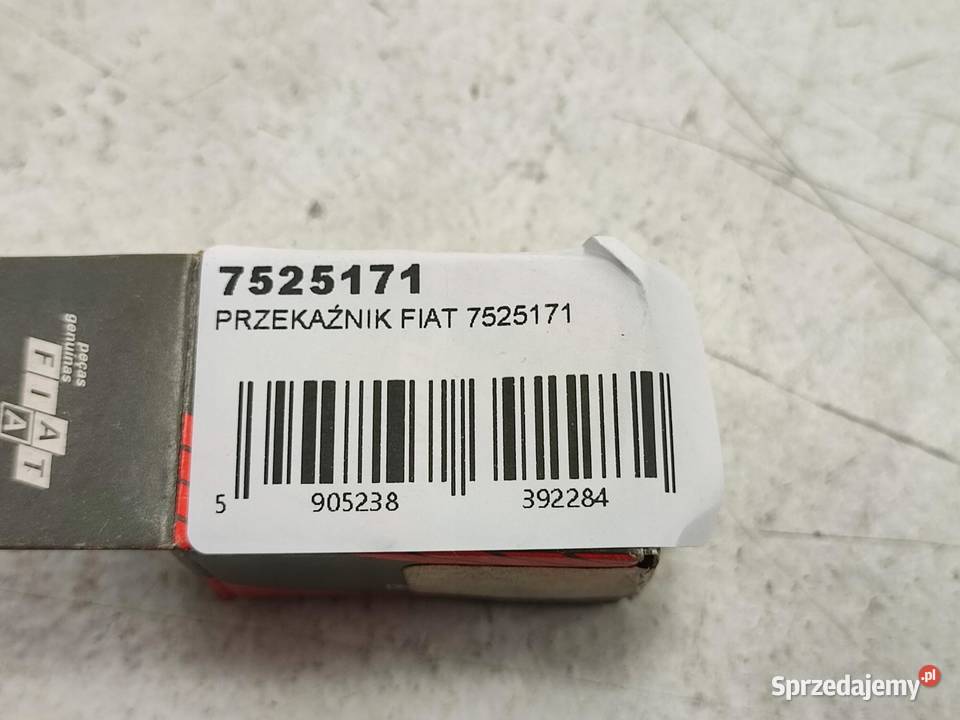 7525171
PRZEKAŹNIK FIAT 7525171
5 905238 392284
peças
genuínas
FIAT
Sprzedajemy.pl